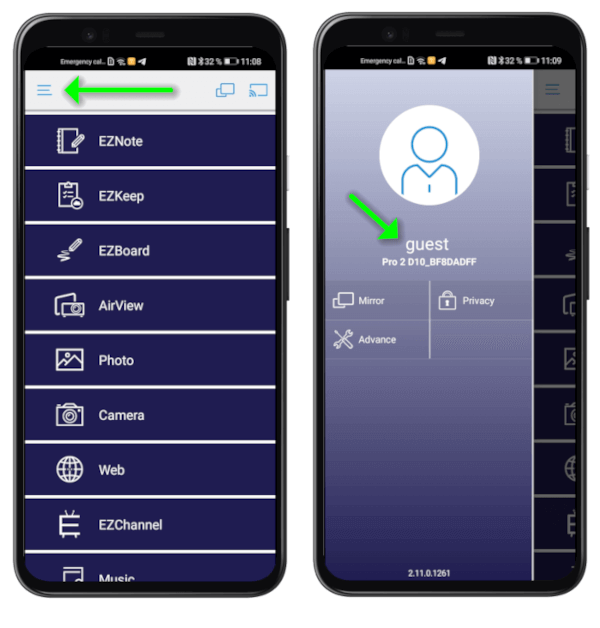 Emergency cal... 32 % 11:08
EZNote
EZKeep
EZBoard
AirView
Photo
Camera
Web
EZChannel
Music
Emergency cal... 32 % 11:09
guest
Pro 2 D10_BF8DADFF
Mirror
Privacy
Advance
2.11.0.1261